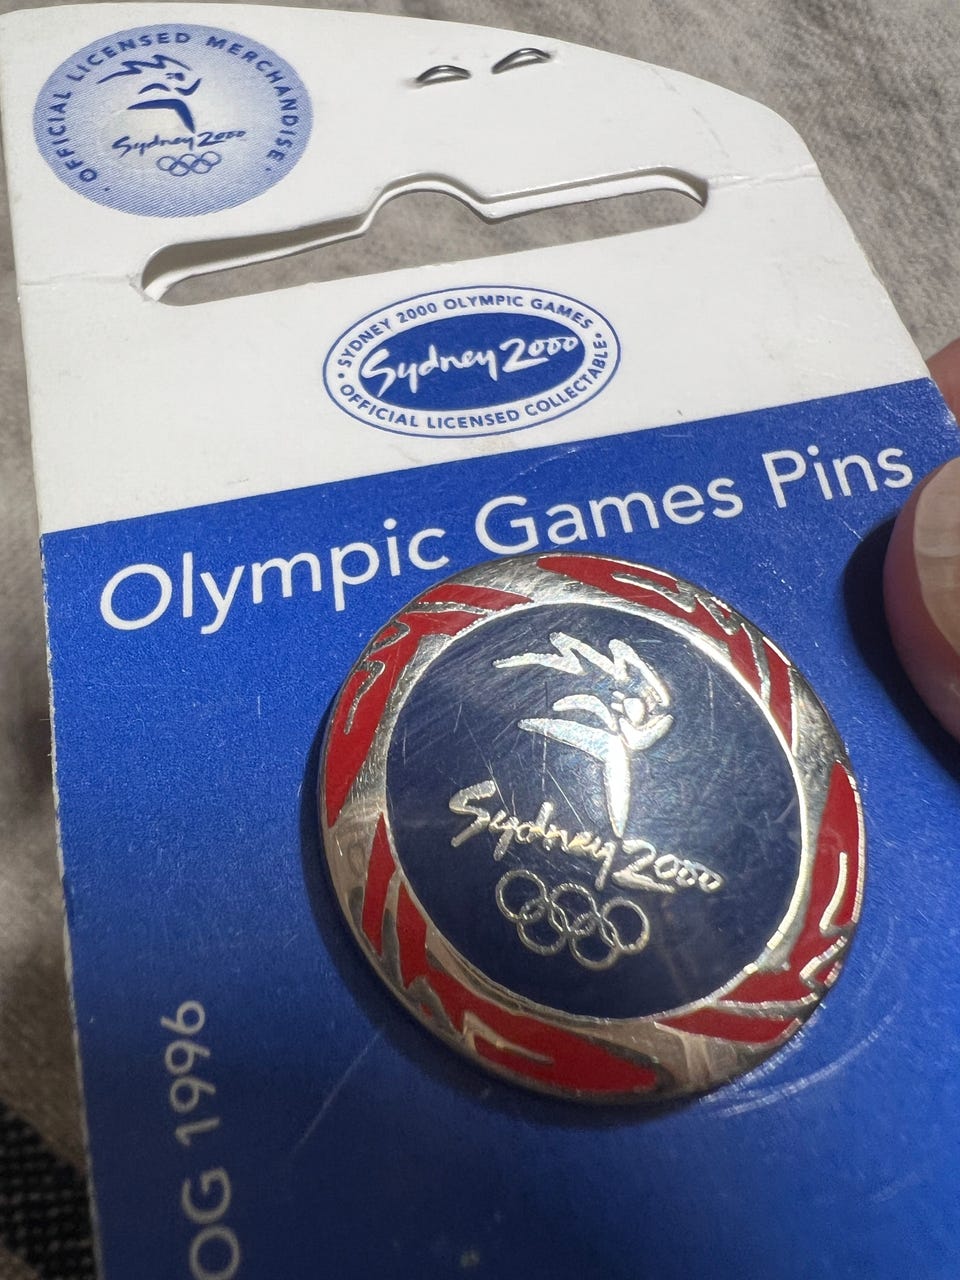 · OFFICIAL LICENSED MERCHANDISE ·
Sydney 2000
· SYDNEY 2000 OLYMPIC GAMES ·
Sydney 2000
OFFICIAL LICENSED COLLECTABLE
Olympic Games Pins
Sydney 2000
OG 1996